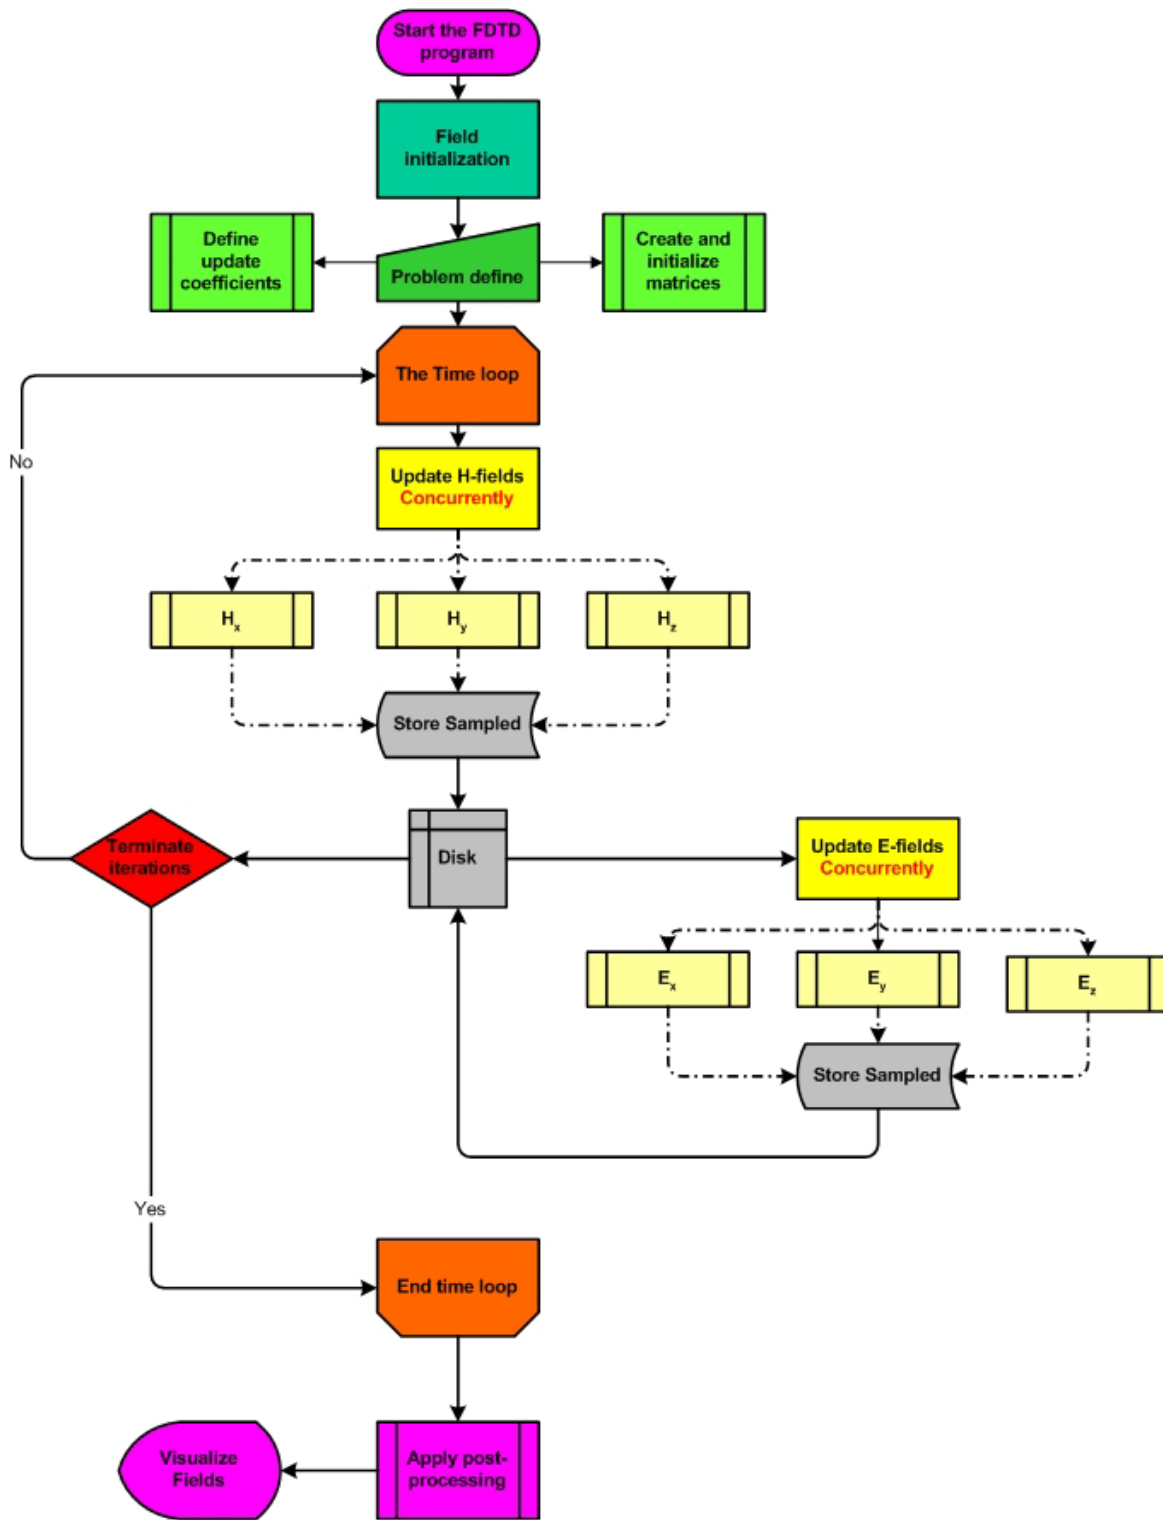 Start the FDTD
program
Field
initialization
Define
update
coefficients
Problem define
Create and
initialize
matrices
The Time loop
No
Update H-fields
Concurrently
Hx
Hy
Hz
Store Sampled
Terminate
iterations
Disk
Update E-fields
Concurrently
Ex
Ey
Ez
Store Sampled
Yes
End time loop
Visualize
Fields
Apply post-
processing